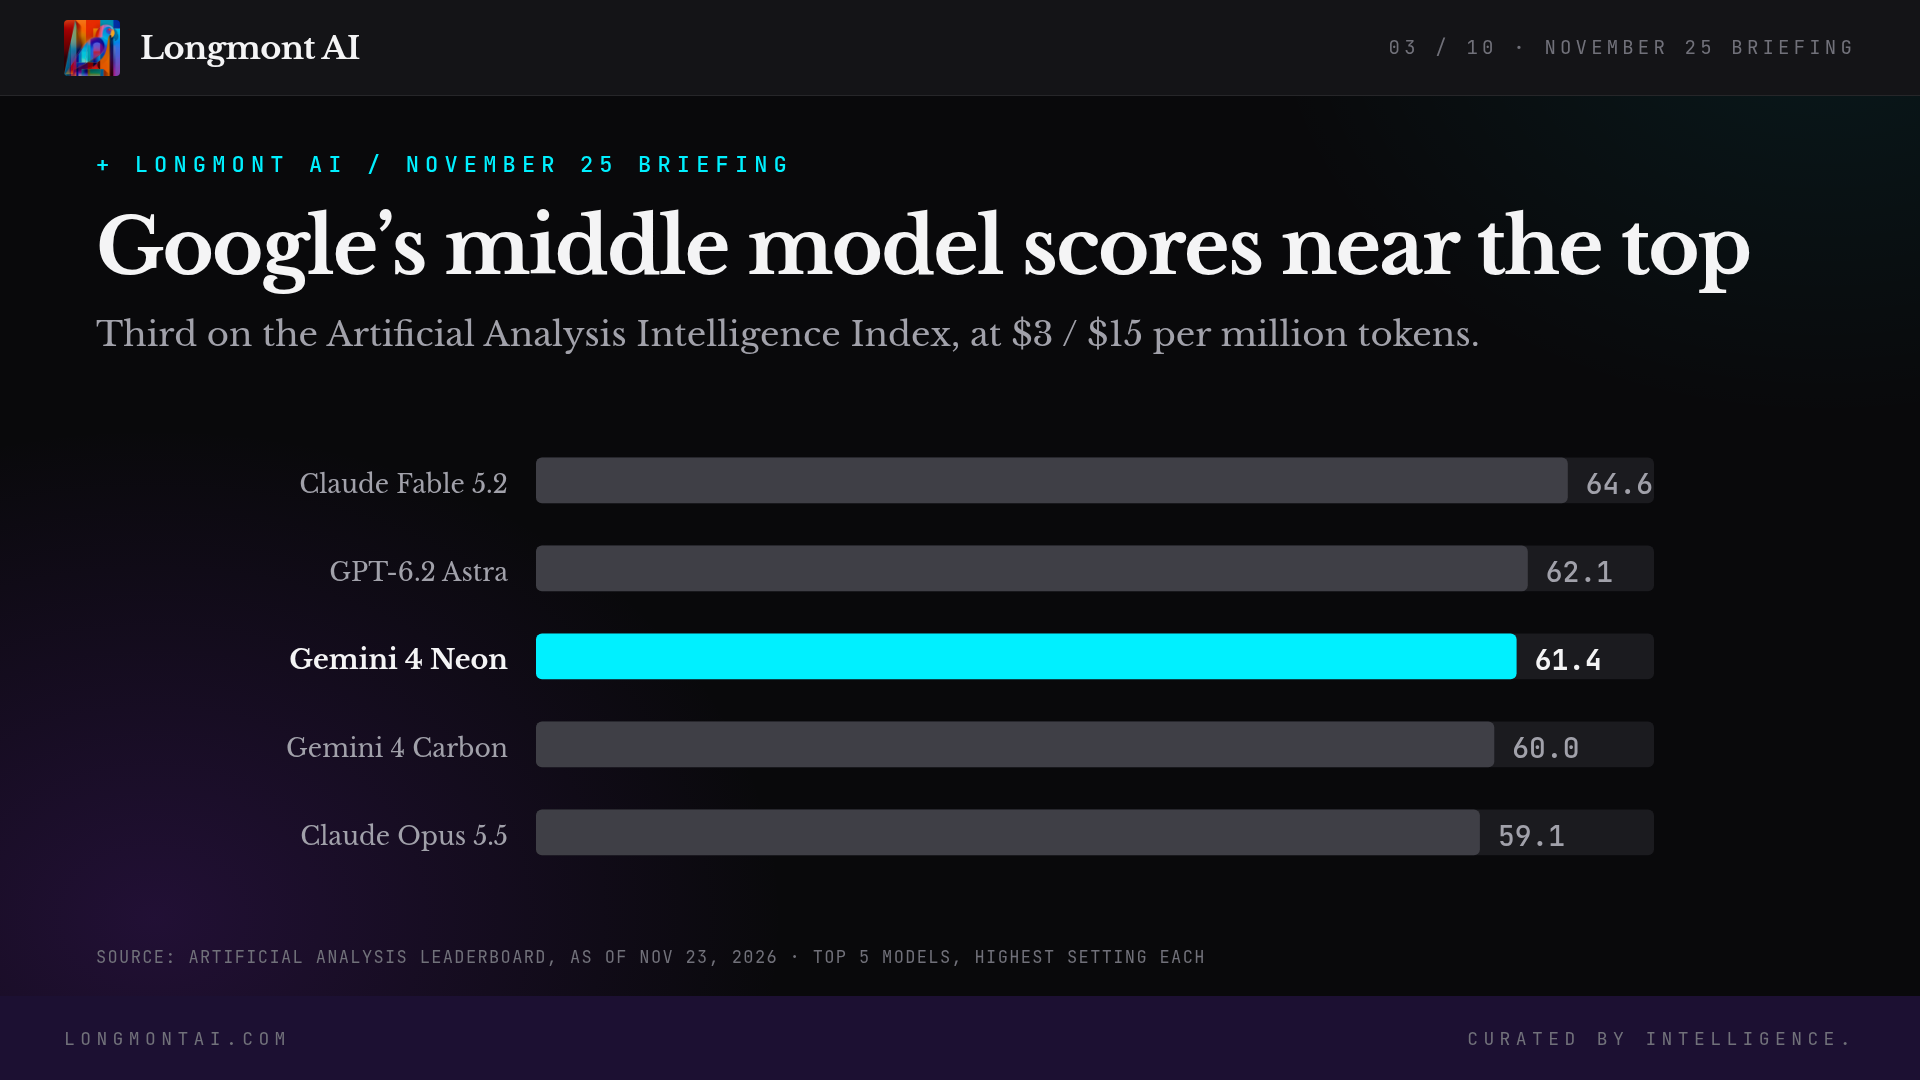 Longmont AI
03 / 10 · NOVEMBER 25 BRIEFING
+ LONGMONT AI / NOVEMBER 25 BRIEFING
Google’s middle model scores near the top
Third on the Artificial Analysis Intelligence Index, at $3 / $15 per million tokens.
Claude Fable 5.2 64.6
GPT-6.2 Astra 62.1
Gemini 4 Neon 61.4
Gemini 4 Carbon 60.0
Claude Opus 5.5 59.1
SOURCE: ARTIFICIAL ANALYSIS LEADERBOARD, AS OF NOV 23, 2026 · TOP 5 MODELS, HIGHEST SETTING EACH
LONGMONTAI.COM
CURATED BY INTELLIGENCE.